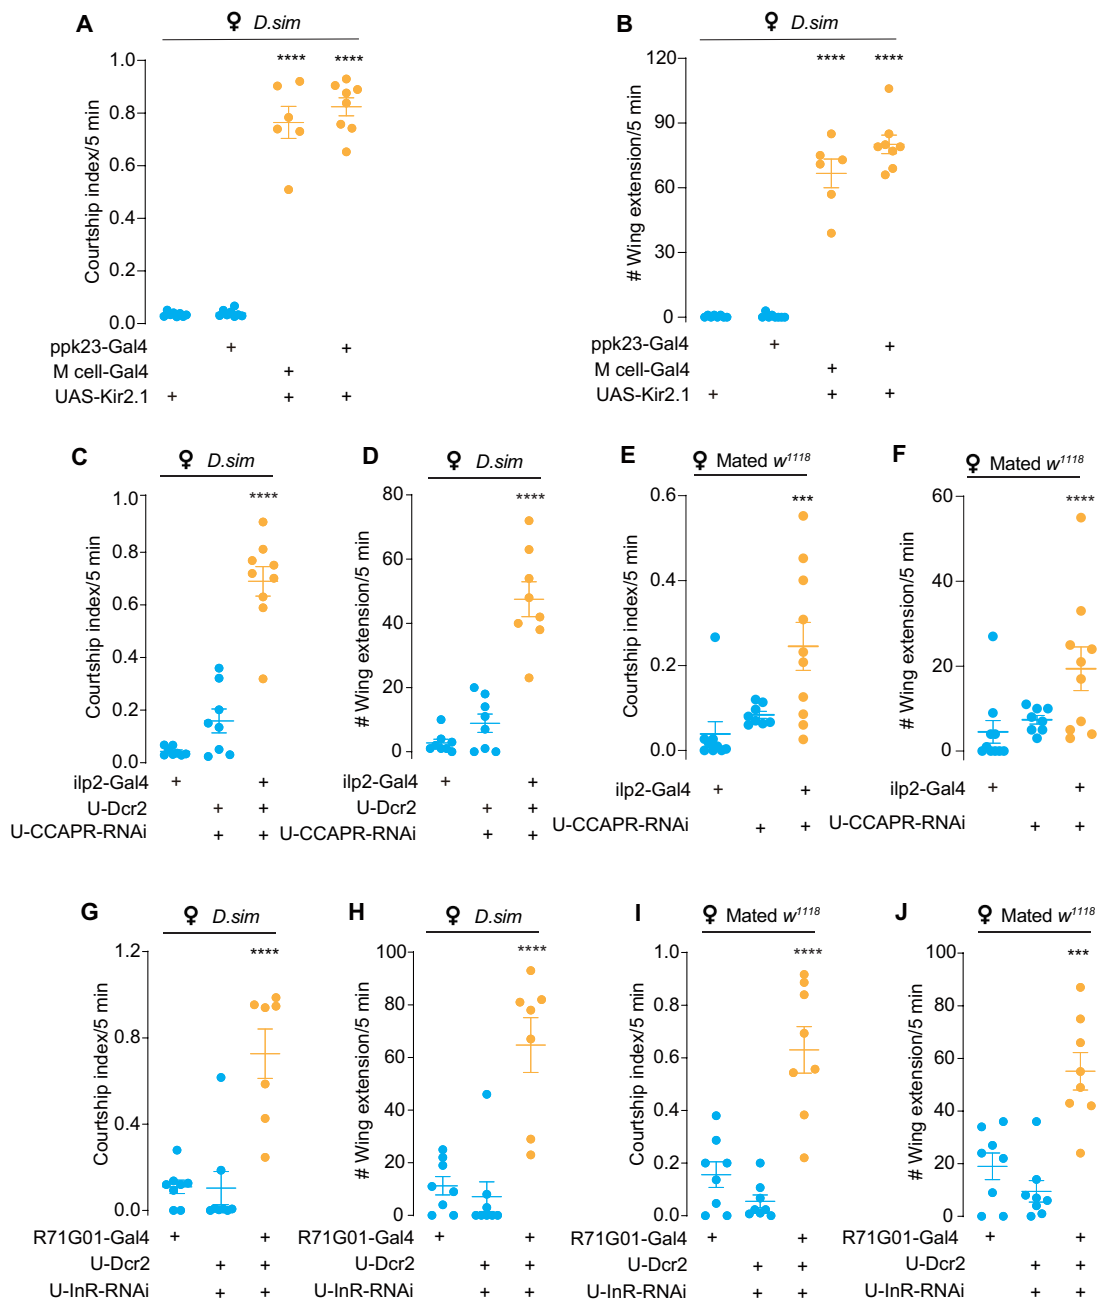 A
♀ D.sim
Courtship index/5 min
1.0
0.8
0.6
0.4
0.2
0.0
**** ****
ppk23-Gal4 + +
M cell-Gal4 +
UAS-Kir2.1 + + +
B
♀ D.sim
# Wing extension/5 min
120
90
60
30
0
**** ****
ppk23-Gal4 + +
M cell-Gal4 +
UAS-Kir2.1 + + +
C
♀ D.sim
Courtship index/5 min
1.0
0.8
0.6
0.4
0.2
0.0
****
ilp2-Gal4 + +
U-Dcr2 + +
U-CCAPR-RNAi + +
D
♀ D.sim
# Wing extension/5 min
80
60
40
20
0
****
ilp2-Gal4 + +
U-Dcr2 + +
U-CCAPR-RNAi + +
E
♀ Mated w1118
Courtship index/5 min
0.6
0.4
0.2
0.0
***
ilp2-Gal4 + +
U-CCAPR-RNAi + +
F
♀ Mated w1118
# Wing extension/5 min
60
40
20
0
****
ilp2-Gal4 + +
U-CCAPR-RNAi + +
G
♀ D.sim
Courtship index/5 min
1.2
0.8
0.4
0.0
****
R71G01-Gal4 + +
U-Dcr2 + +
U-InR-RNAi + +
H
♀ D.sim
# Wing extension/5 min
100
80
60
40
20
0
****
R71G01-Gal4 + +
U-Dcr2 + +
U-InR-RNAi + +
I
♀ Mated w1118
Courtship index/5 min
1.0
0.8
0.6
0.4
0.2
0.0
****
R71G01-Gal4 + +
U-Dcr2 + +
U-InR-RNAi + +
J
♀ Mated w1118
# Wing extension/5 min
100
80
60
40
20
0
***
R71G01-Gal4 + +
U-Dcr2 + +
U-InR-RNAi + +